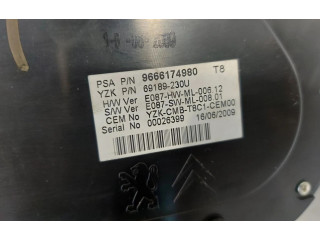 PSA P/N 9666174980 T8
YZK P/N 69189-230U
H/W Ver E087-HW-ML-006.12
S/W Ver E087-SW-ML-008.01
CEM No YZK-CMB-T8C1-CEM00
Serial No 00026399 16/06/2009